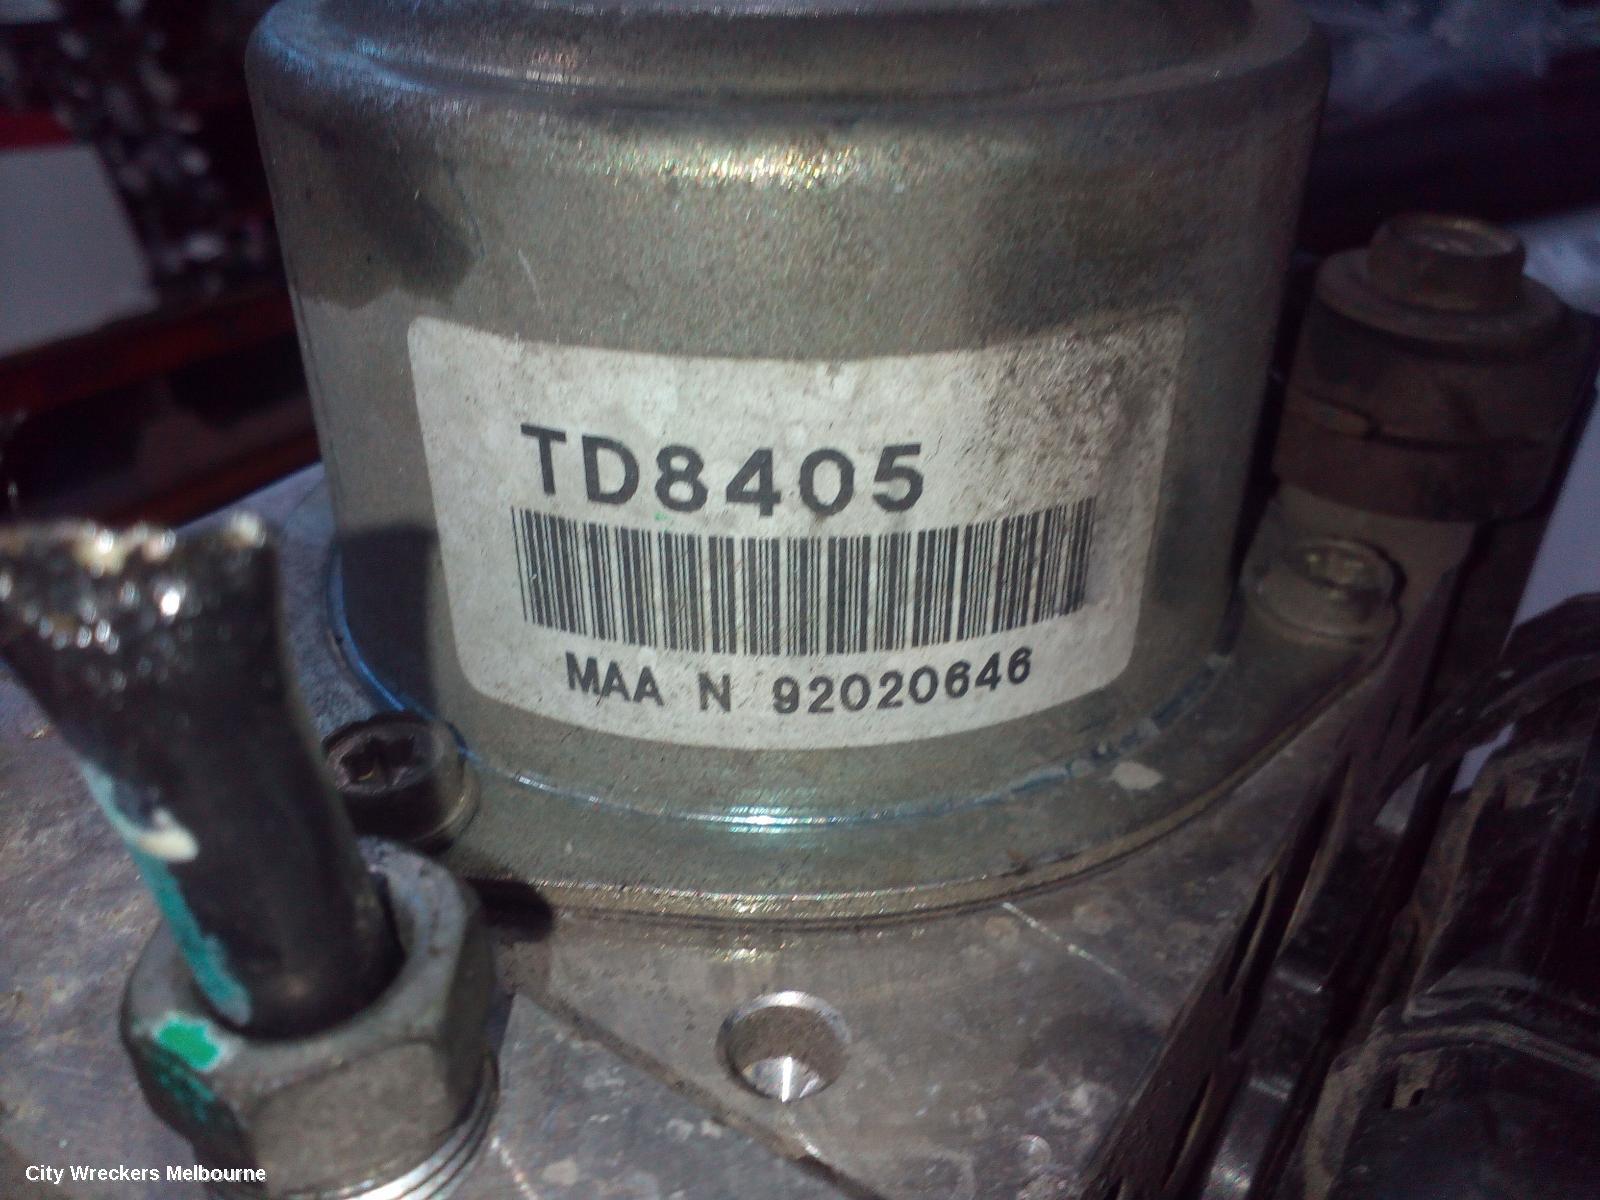 TD8405
MAA N 92020646
City Wreckers Melbourne